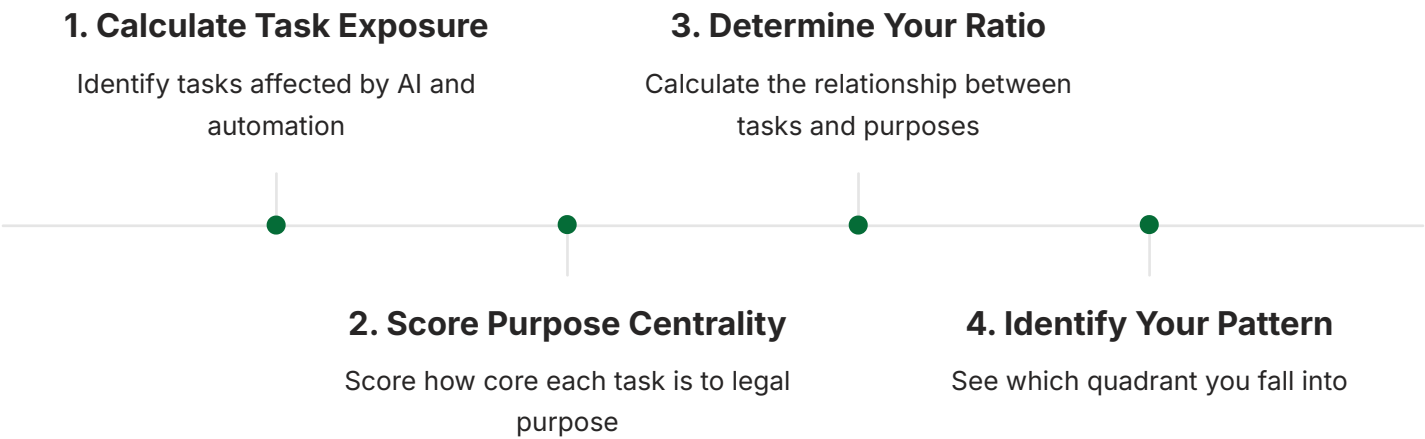 1. Calculate Task Exposure
Identify tasks affected by AI and
automation
2. Score Purpose Centrality
Score how core each task is to legal
purpose
3. Determine Your Ratio
Calculate the relationship between
tasks and purposes
4. Identify Your Pattern
See which quadrant you fall into